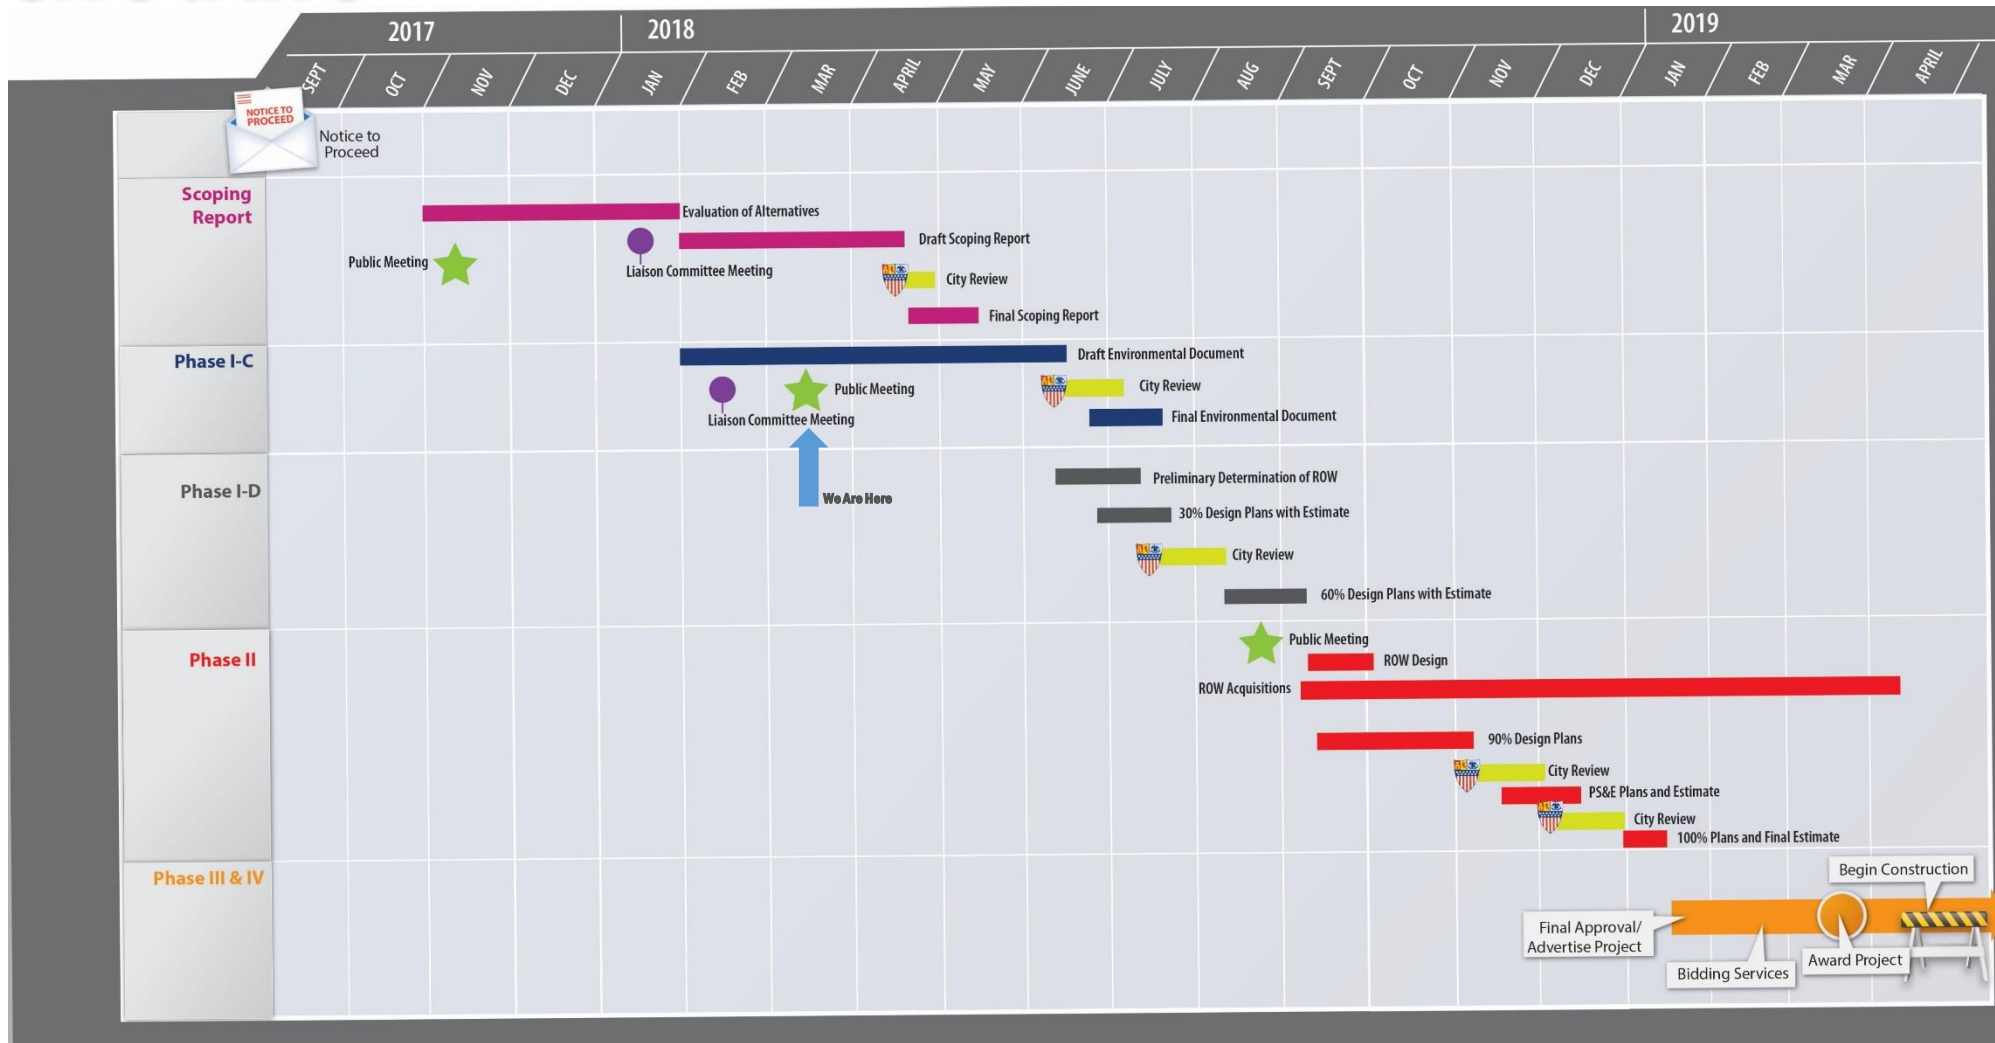 2017
2018
2019
SEPT
OCT
NOV
DEC
JAN
FEB
MAR
APRIL
MAY
JUNE
JULY
AUG
SEPT
OCT
NOV
DEC
JAN
FEB
MAR
APRIL
NOTICE TO
PROCEED
Notice to
Proceed
Scoping
Report
Evaluation of Alternatives
Draft Scoping Report
Public Meeting
Liaison Committee Meeting
City Review
Final Scoping Report
Phase I-C
Draft Environmental Document
Public Meeting
City Review
Liaison Committee Meeting
Final Environmental Document
We Are Here
Phase I-D
Preliminary Determination of ROW
30% Design Plans with Estimate
City Review
60% Design Plans with Estimate
Phase II
Public Meeting
ROW Design
ROW Acquisitions
90% Design Plans
City Review
PS&E Plans and Estimate
City Review
100% Plans and Final Estimate
Phase III & IV
Begin Construction
Final Approval/
Advertise Project
Award Project
Bidding Services